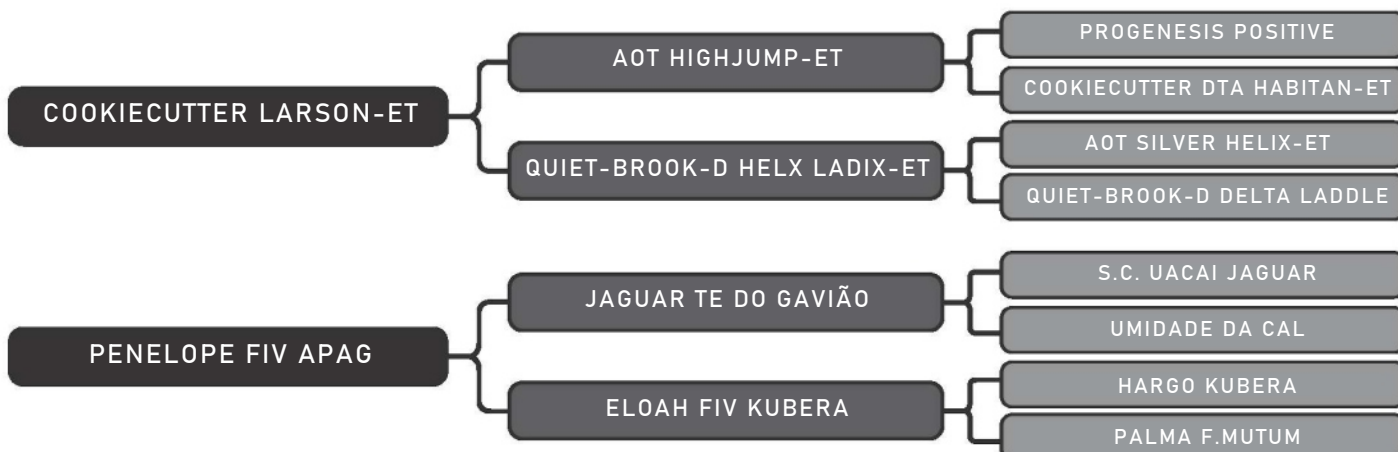 COOKIECUTTER LARSON-ET
AOT HIGHJUMP-ET
PROGENESIS POSITIVE
COOKIECUTTER DTA HABITAN-ET
QUIET-BROOK-D HELX LADIX-ET
AOT SILVER HELIX-ET
QUIET-BROOK-D DELTA LADDLE
PENELOPE FIV APAG
JAGUAR TE DO GAVIÃO
S.C. UACAI JAGUAR
UMIDADE DA CAL
ELOAH FIV KUBERA
HARGO KUBERA
PALMA F.MUTUM